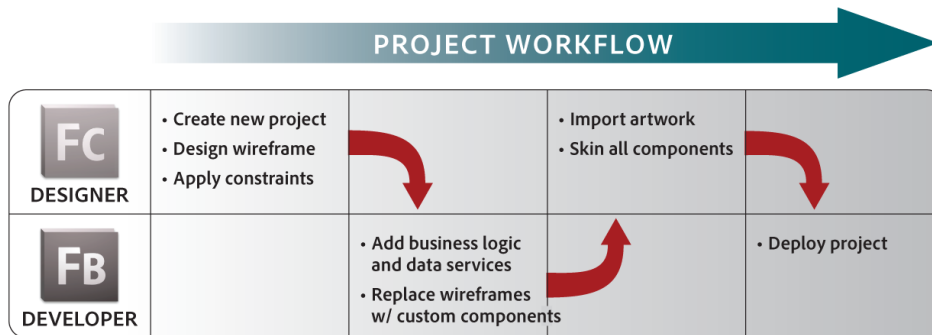 PROJECT WORKFLOW
FC
DESIGNER
• Create new project
• Design wireframe
• Apply constraints
• Import artwork
• Skin all components
FB
DEVELOPER
• Add business logic
and data services
• Replace wireframes
w/ custom components
• Deploy project